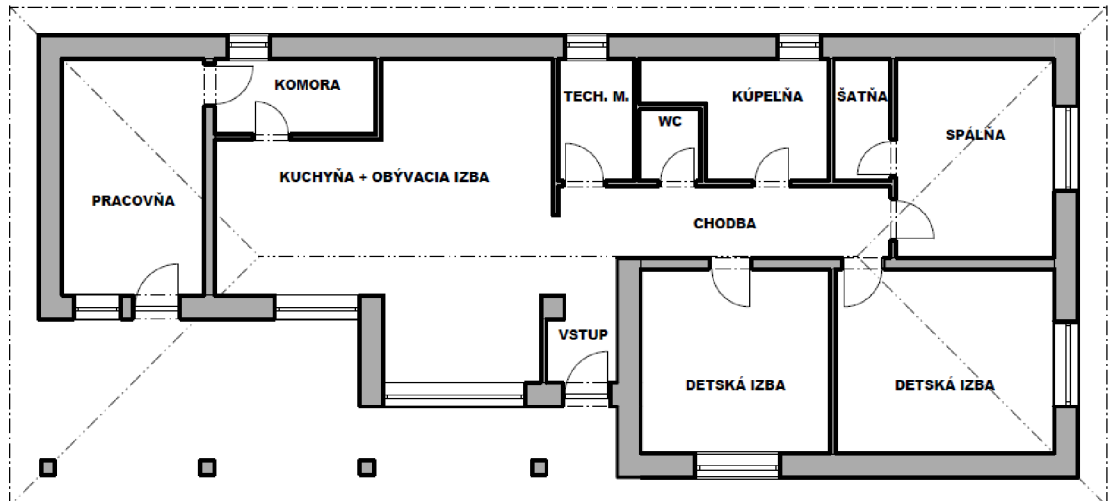 KOMORA
TECH. M.
KÚPEĽŇA
ŠATŇA
WC
SPÁLŇA
KUCHYŇA + OBÝVACIA IZBA
PRACOVŇA
CHODBA
VSTUP
DETSKÁ IZBA
DETSKÁ IZBA